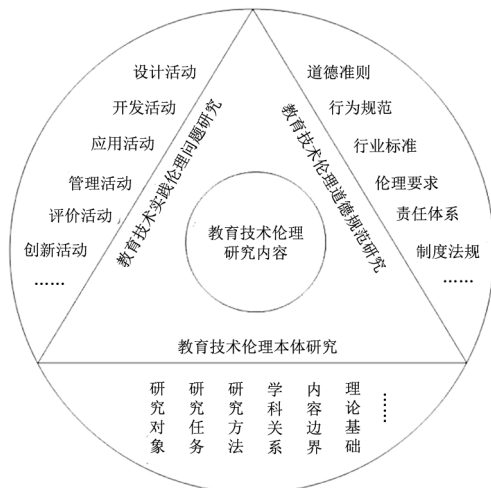 设计活动
开发活动
应用活动
管理活动
评价活动
创新活动
……
教育技术实践伦理问题研究
教育技术伦理
研究内容
教育技术伦理道德规范研究
道德准则
行为规范
行业标准
伦理要求
责任体系
制度法规
……
教育技术伦理本体研究
研究对象
研究任务
研究方法
学科关系
内容边界
理论基础
……